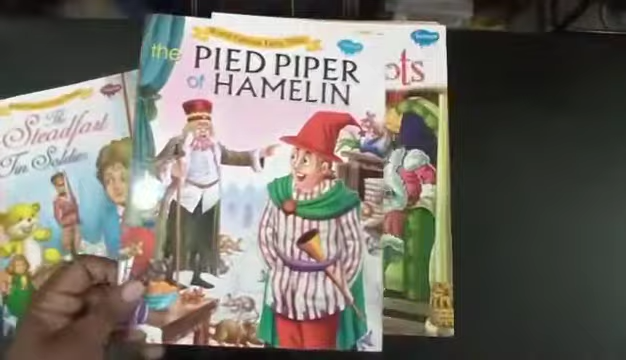 the PIED PIPER
of HAMELIN
ots
The
Steadfast
Tin Soldier